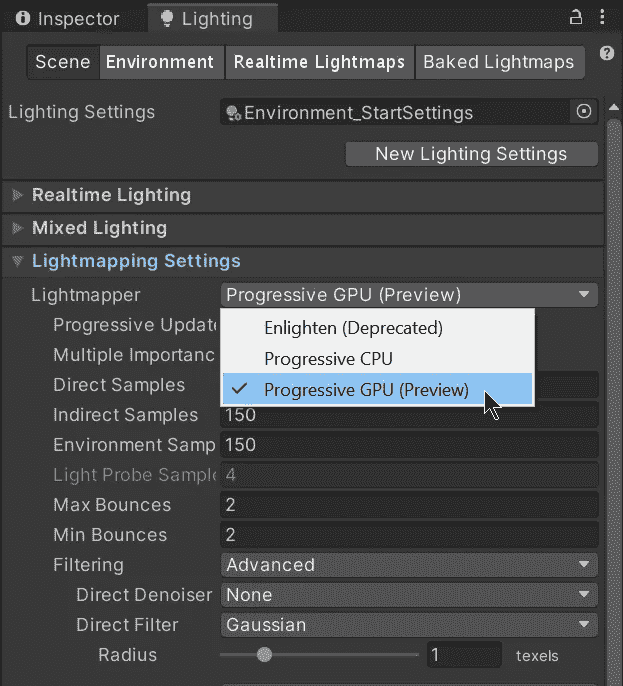 Inspector Lighting
Scene Environment Realtime Lightmaps Baked Lightmaps ?
Lighting Settings Environment_StartSettings
New Lighting Settings
Realtime Lighting
Mixed Lighting
Lightmapping Settings
Lightmapper Progressive GPU (Preview)
Progressive Update Enlighten (Deprecated)
Multiple Importanc Progressive CPU
Direct Samples Progressive GPU (Preview)
Indirect Samples 150
Environment Samp 150
Light Probe Sample 4
Max Bounces 2
Min Bounces 2
Filtering Advanced
Direct Denoiser None
Direct Filter Gaussian
Radius 1 texels